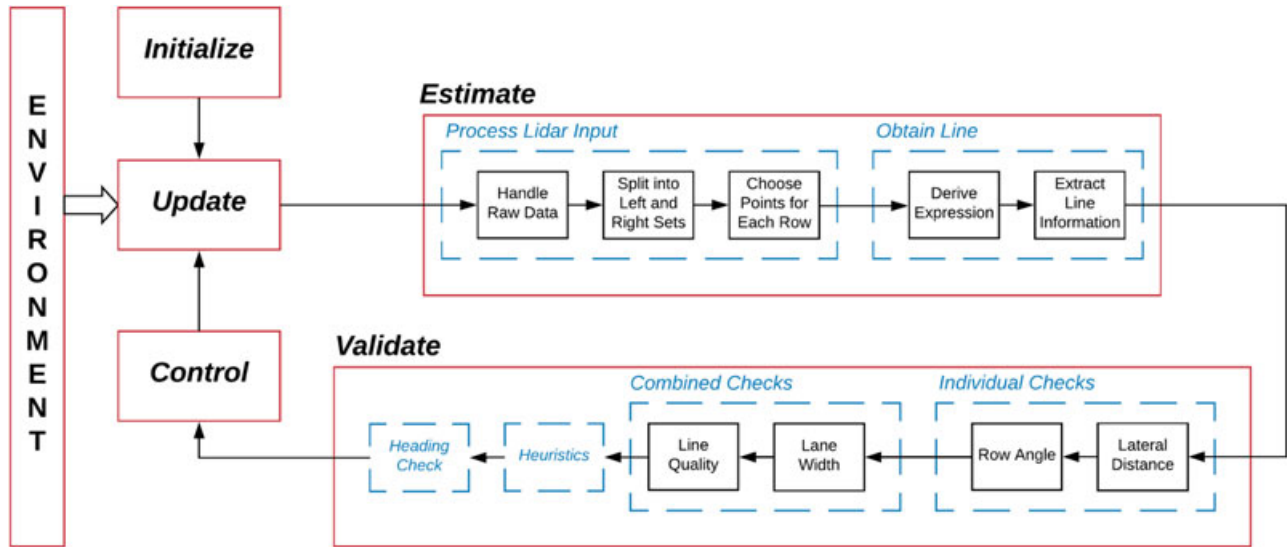 ENVIRONMENT
Initialize
Update
Control
Estimate
Process Lidar Input
Handle
Raw Data
Split into
Left and
Right Sets
Choose
Points for
Each Row
Obtain Line
Derive
Expression
Extract
Line
Information
Validate
Combined Checks
Individual Checks
Heading
Check
Heuristics
Line
Quality
Lane
Width
Row Angle
Lateral
Distance